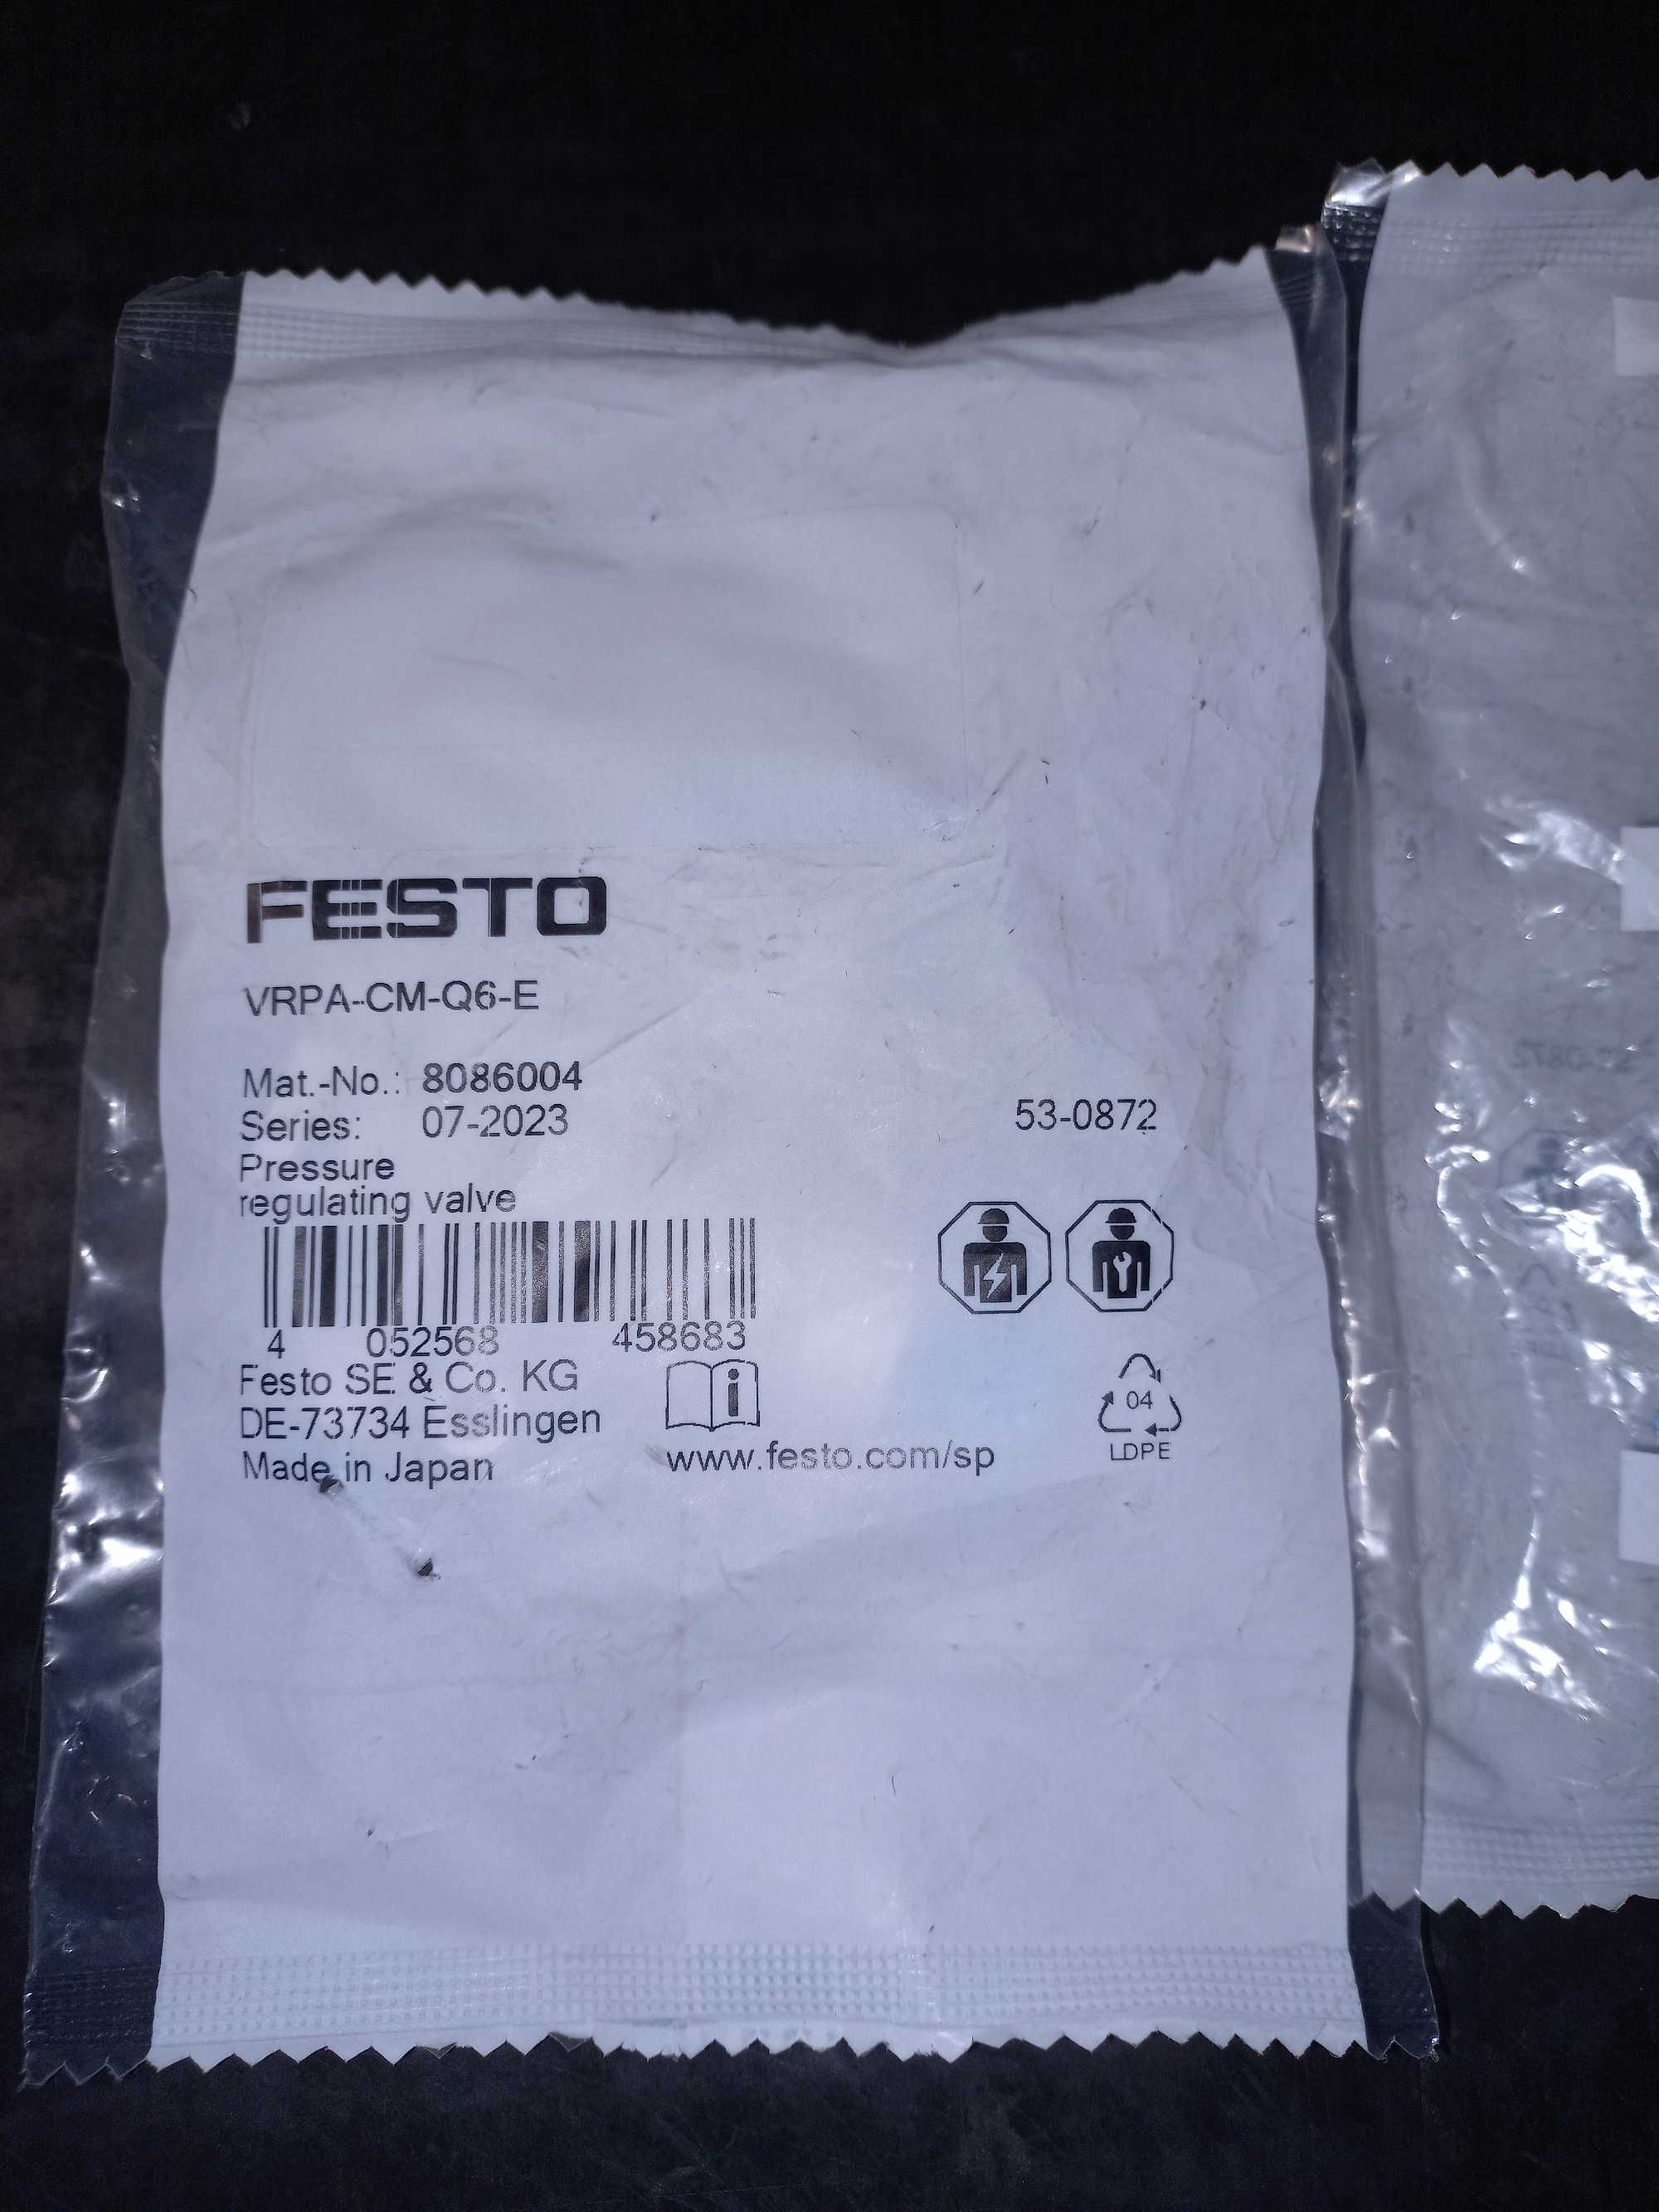 FESTO
VRPA-CM-Q6-E
Mat.-No.: 8086004
Series: 07-2023
53-0872
Pressure
regulating valve
4 052568 458683
Festo SE & Co. KG
DE-73734 Esslingen
Made in Japan
www.festo.com/sp
04
LDPE